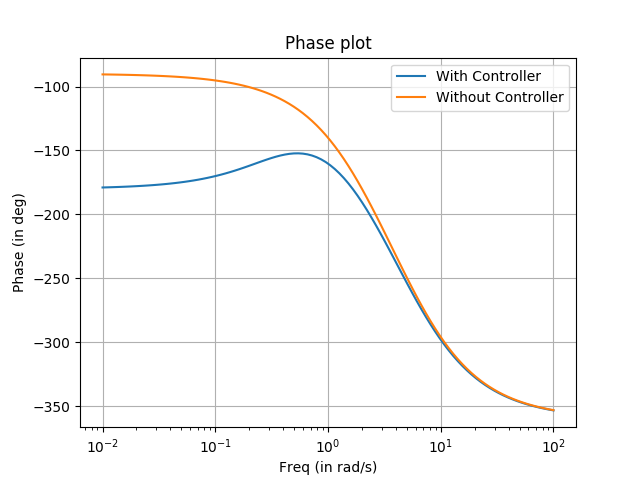 Phase plot
With Controller
Without Controller
Phase (in deg)
−100
−150
−200
−250
−300
−350
10⁻² 10⁻¹ 10⁰ 10¹ 10²
Freq (in rad/s)